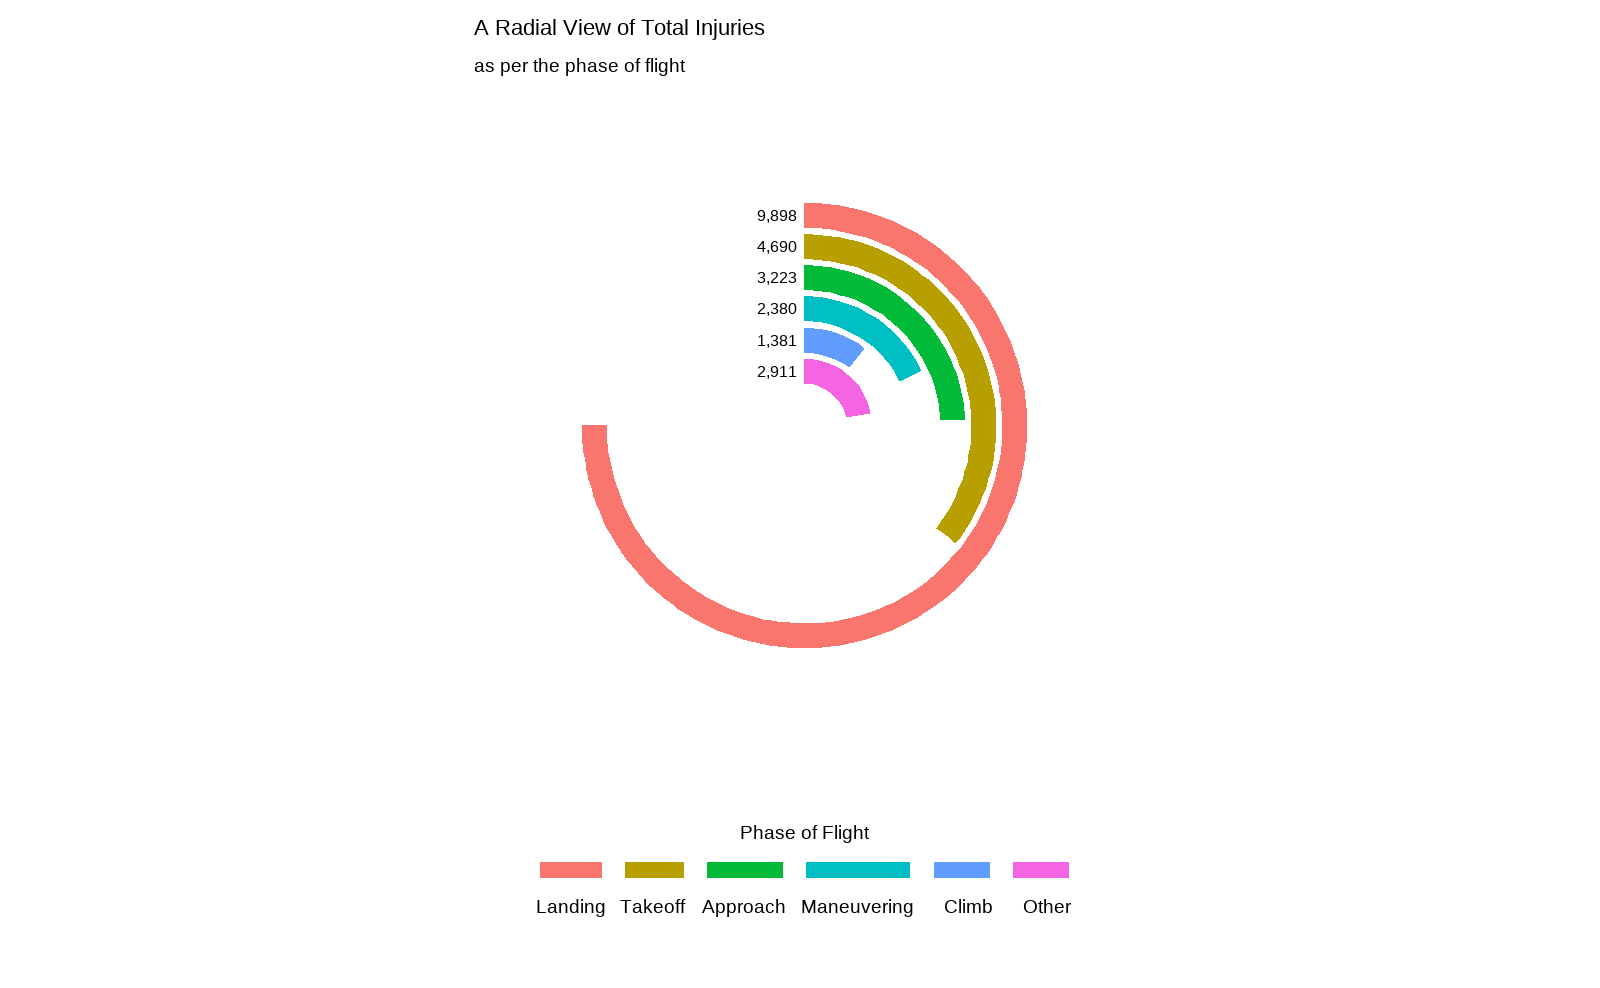 A Radial View of Total Injuries
as per the phase of flight
9,898
4,690
3,223
2,380
1,381
2,911
Phase of Flight
Landing Takeoff Approach Maneuvering Climb Other